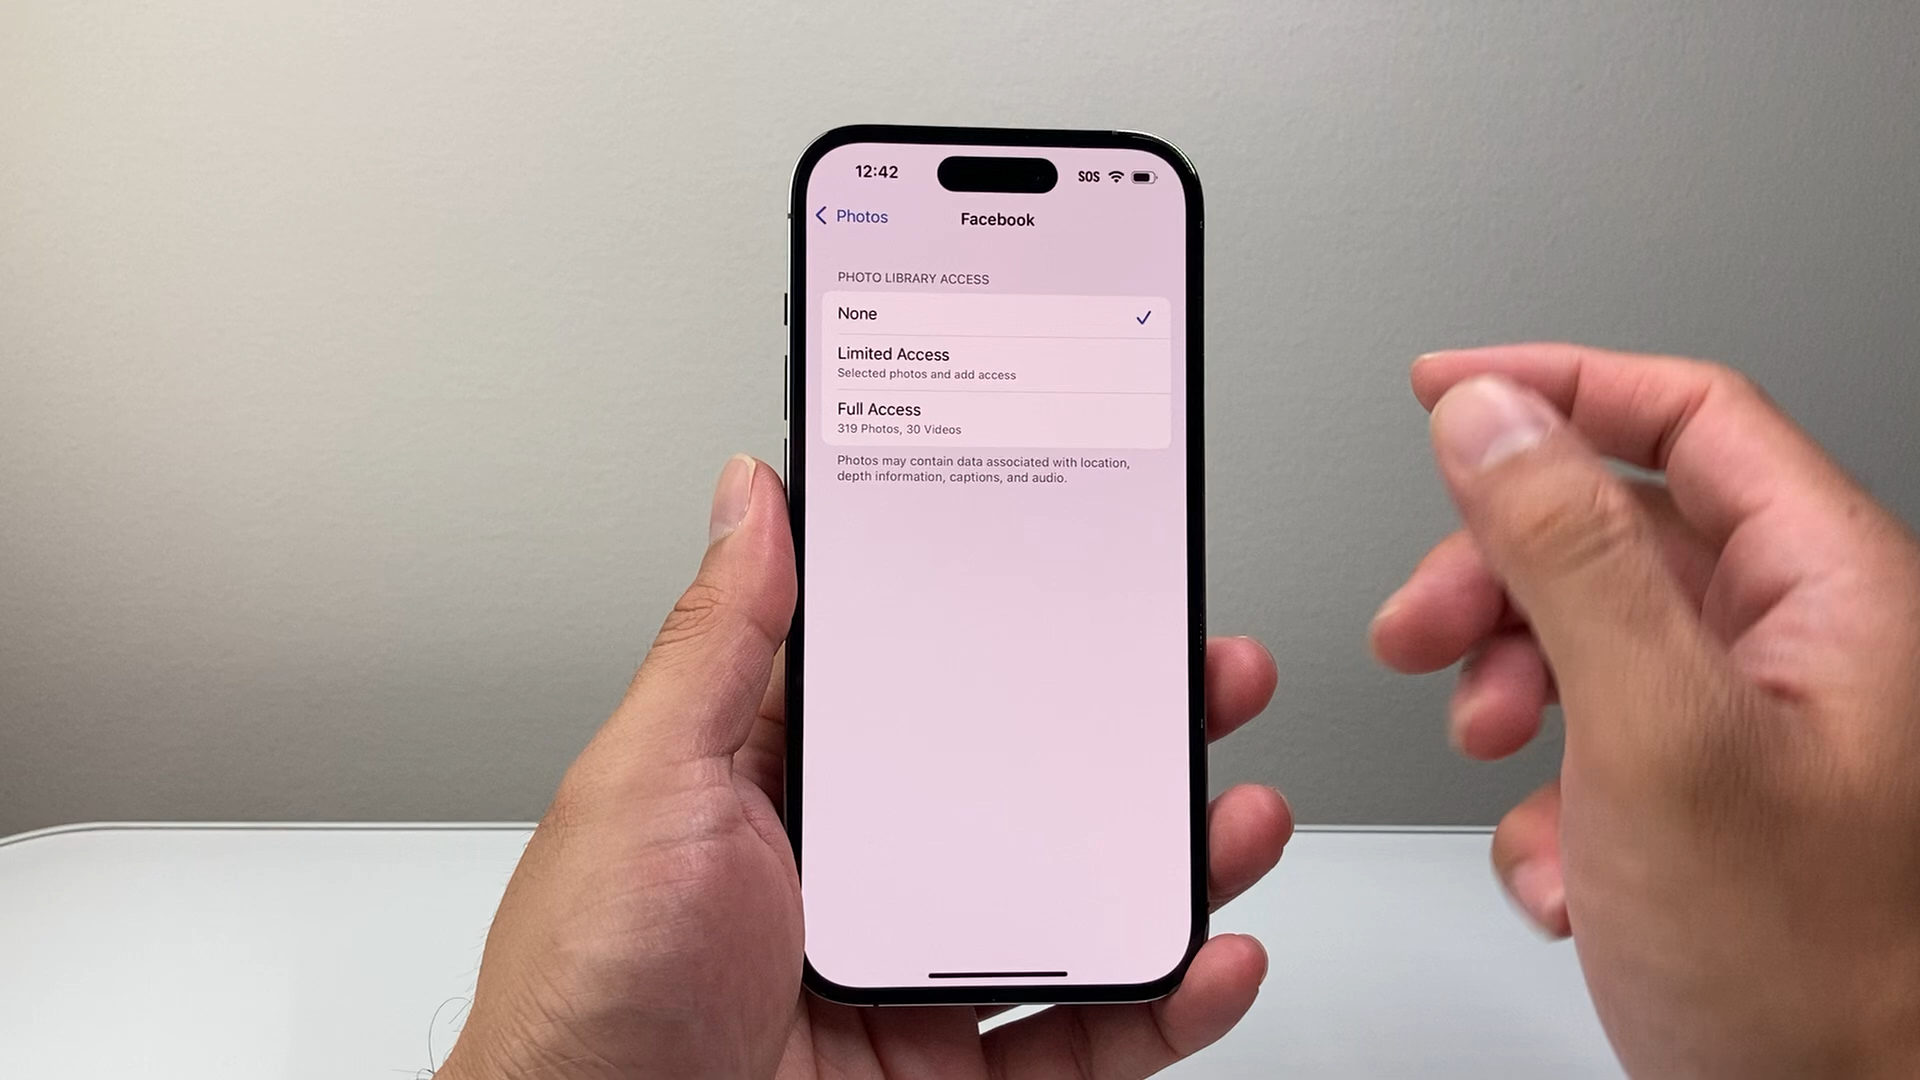 12:42
SOS
Photos
Facebook
PHOTO LIBRARY ACCESS
None
Limited Access
Selected photos and add access
Full Access
319 Photos, 30 Videos
Photos may contain data associated with location,
depth information, captions, and audio.